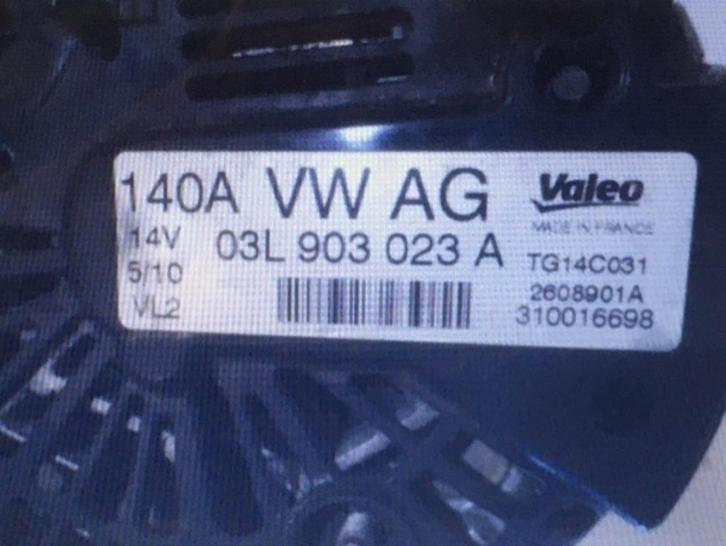 140A VW AG Valeo
MADE IN FRANCE
14V 03L 903 023 A TG14C031
5/10 2608901A
VL2 310016698